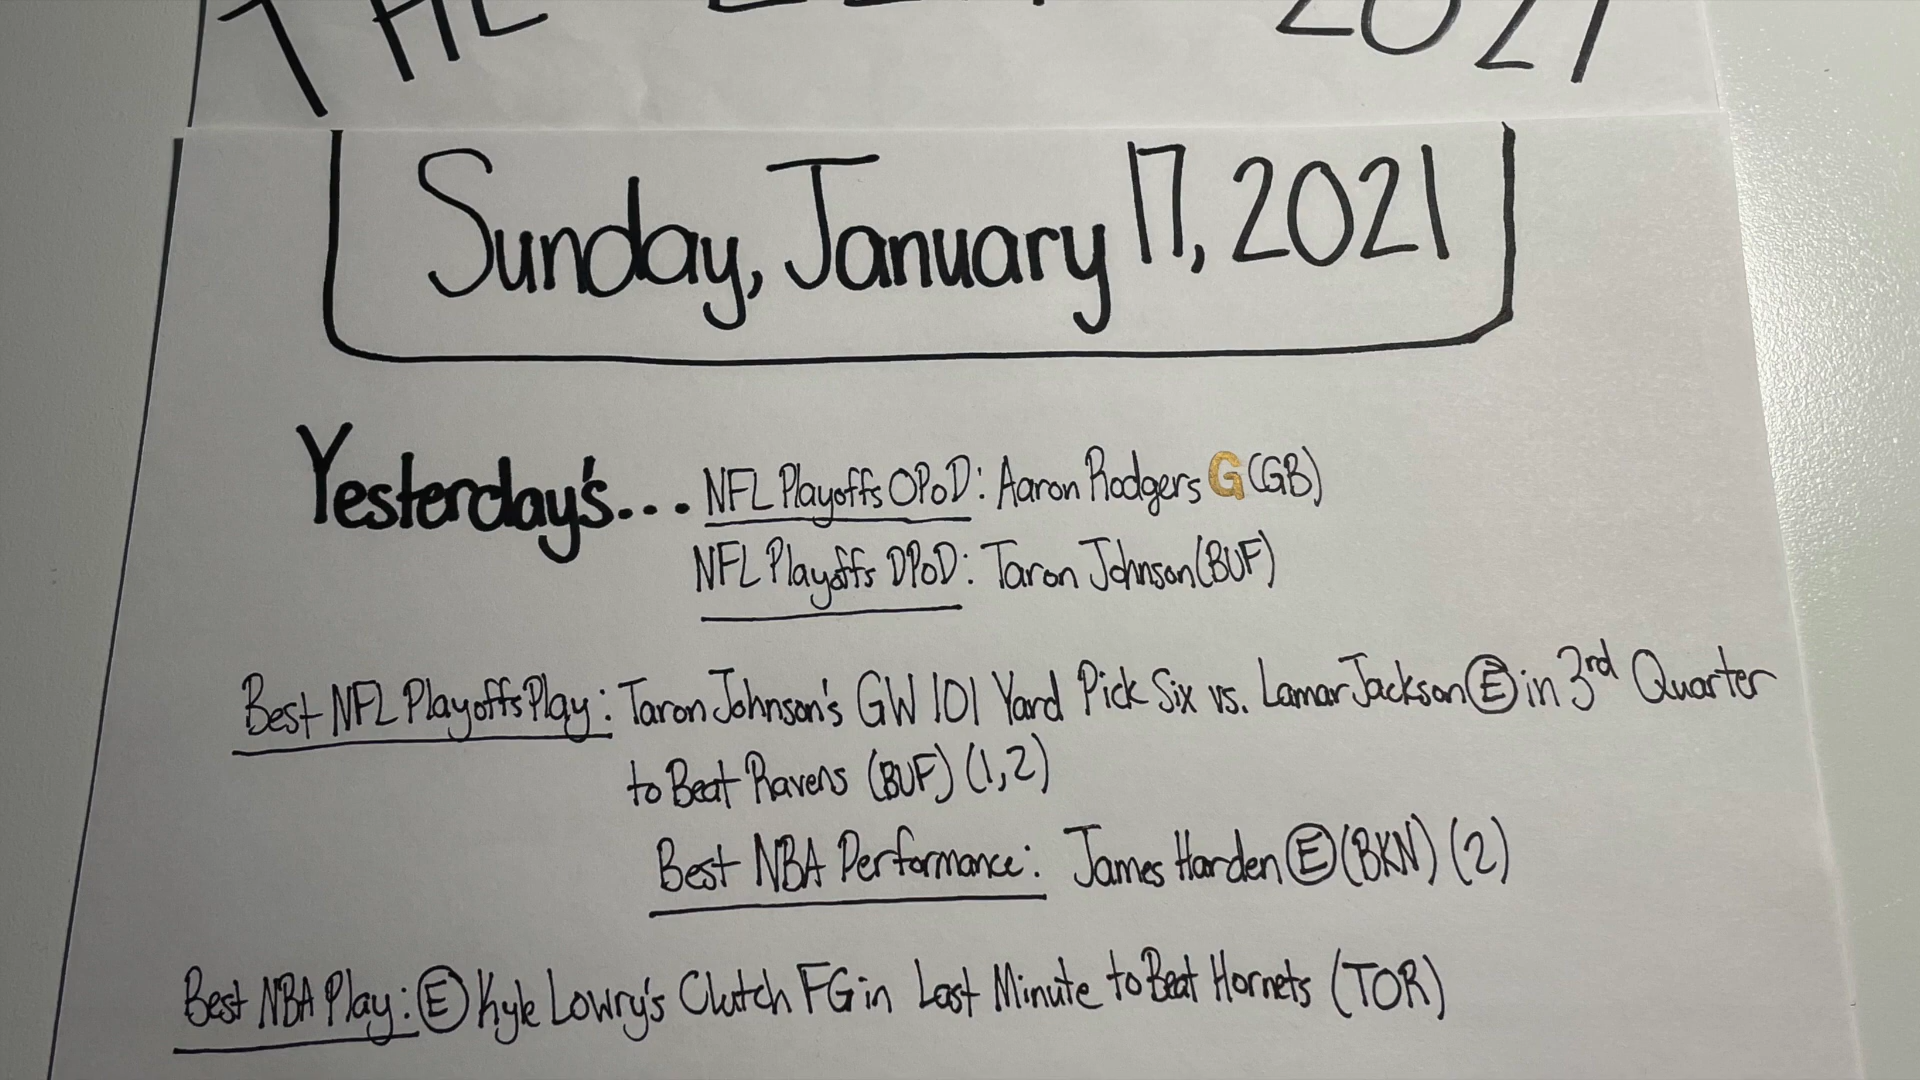 THE 2021
Sunday, January 17, 2021
Yesterday's... NFL Playoffs OPoD: Aaron Rodgers G (GB)
NFL Playoffs DPoD: Taron Johnson (BUF)
Best NFL Playoffs Play: Taron Johnson's GW 101 Yard Pick Six vs. Lamar Jackson Ⓔ in 3rd Quarter
to Beat Ravens (BUF) (1,2)
Best NBA Performance: James Harden Ⓔ (BKN) (2)
Best NBA Play: Ⓔ Kyle Lowry's Clutch FG in Last Minute to Beat Hornets (TOR)